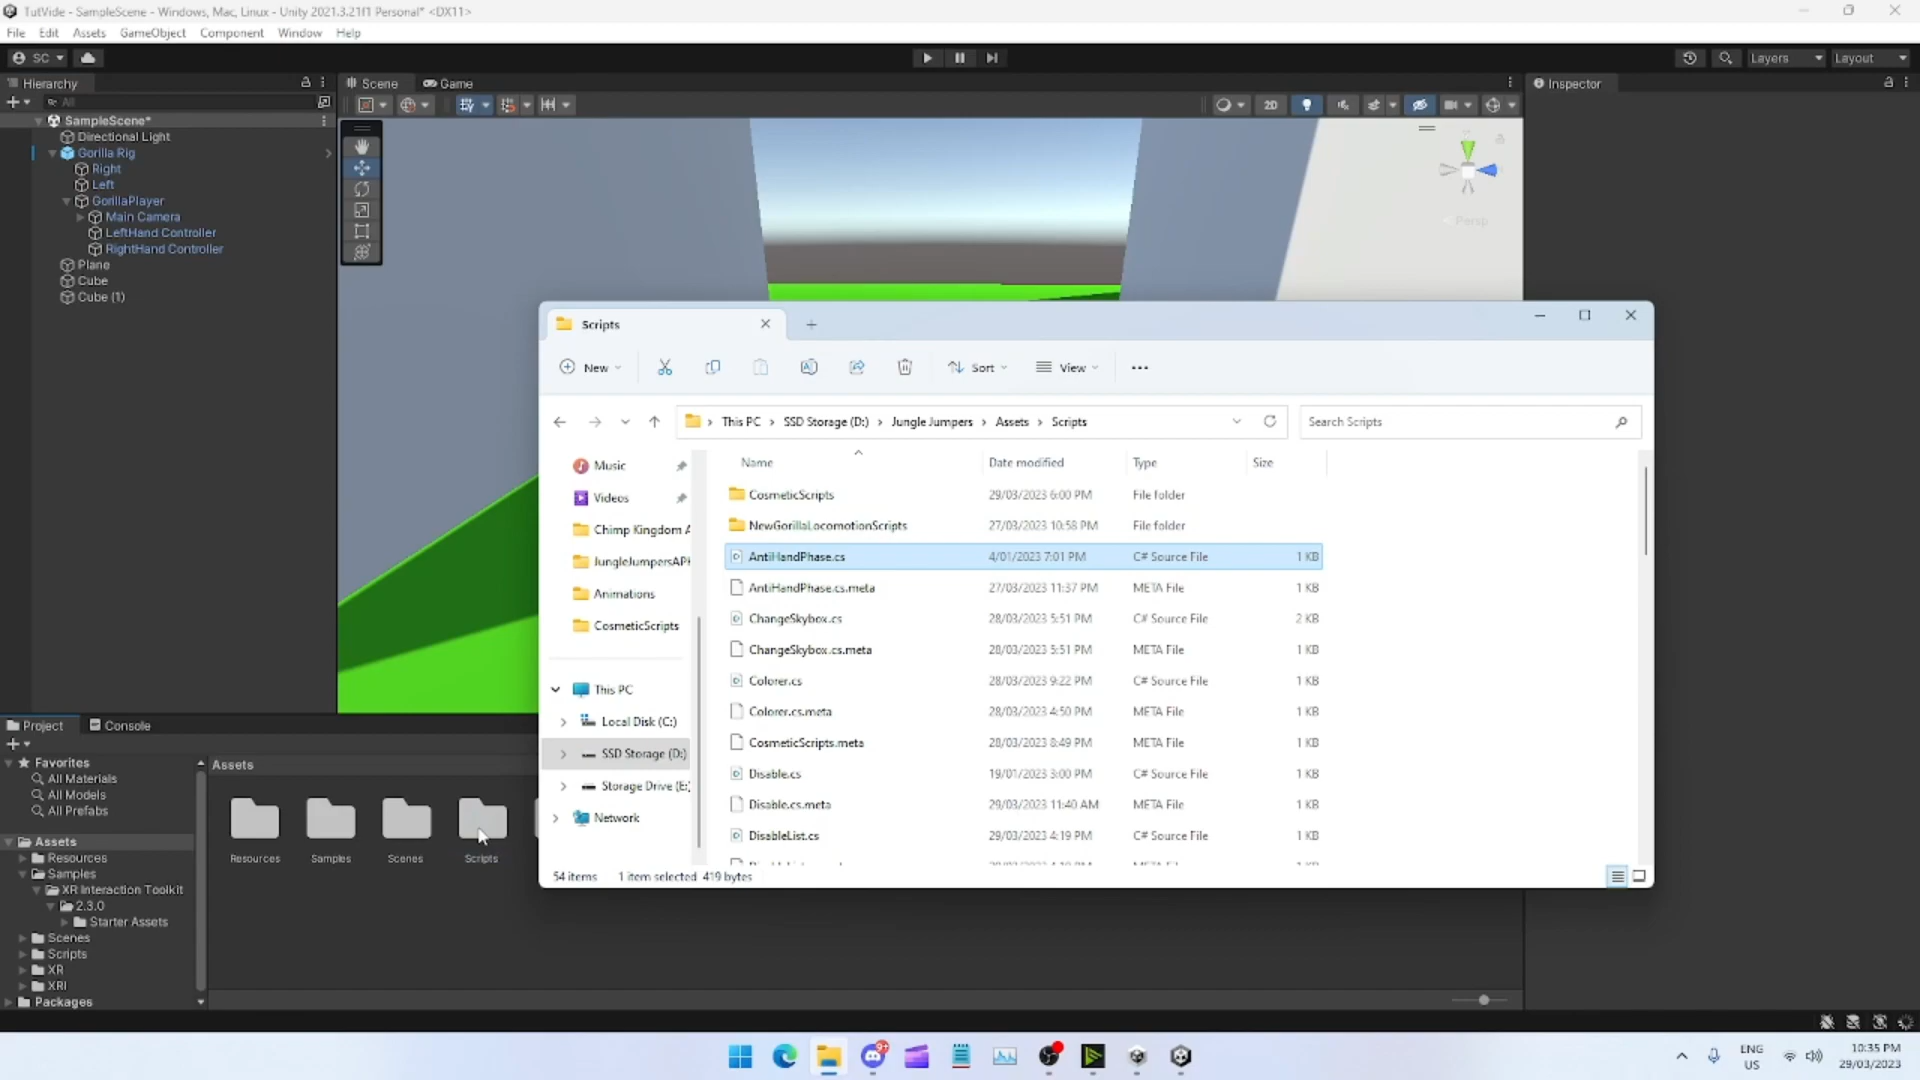 TutVide - SampleScene - Windows, Mac, Linux - Unity 2021.3.21f1 Personal* <DX11>
File Edit Assets GameObject Component Window Help
SC Layers Layout
Hierarchy Scene Game Inspector
All 2D
SampleScene*
Directional Light
Gorilla Rig
Right
Left
GorillaPlayer
Main Camera
LeftHand Controller
RightHand Controller
Plane
Cube
Cube (1)
Persp
Scripts
New Sort View
This PC > SSD Storage (D:) > Jungle Jumpers > Assets > Scripts
Search Scripts
Music
Videos
Chimp Kingdom A
JungleJumpersAPK
Animations
CosmeticScripts
This PC
Local Disk (C:)
SSD Storage (D:)
Storage Drive (E:
Network
Name Date modified Type Size
CosmeticScripts 29/03/2023 6:00 PM File folder
NewGorillaLocomotionScripts 27/03/2023 10:58 PM File folder
AntiHandPhase.cs 4/01/2023 7:01 PM C# Source File 1 KB
AntiHandPhase.cs.meta 27/03/2023 11:37 PM META File 1 KB
ChangeSkybox.cs 28/03/2023 5:51 PM C# Source File 2 KB
ChangeSkybox.cs.meta 28/03/2023 5:51 PM META File 1 KB
Colorer.cs 28/03/2023 9:22 PM C# Source File 1 KB
Colorer.cs.meta 28/03/2023 4:50 PM META File 1 KB
CosmeticScripts.meta 28/03/2023 8:49 PM META File 1 KB
Disable.cs 19/01/2023 3:00 PM C# Source File 1 KB
Disable.cs.meta 29/03/2023 11:40 AM META File 1 KB
DisableList.cs 29/03/2023 4:19 PM C# Source File 1 KB
54 items 1 item selected 419 bytes
Project Console
Favorites
All Materials
All Models
All Prefabs
Assets
Resources
Samples
XR Interaction Toolkit
2.3.0
Starter Assets
Scenes
Scripts
XR
XRI
Packages
Assets
Resources Samples Scenes Scripts
ENG
US
10:35 PM
29/03/2023